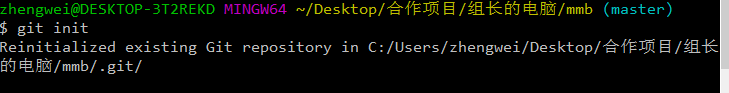 zhengwei@DESKTOP-3T2REKD MINGW64 ~/Desktop/合作项目/组长的电脑/mmb (master)
$ git init
Reinitialized existing Git repository in C:/Users/zhengwei/Desktop/合作项目/组长
的电脑/mmb/.git/